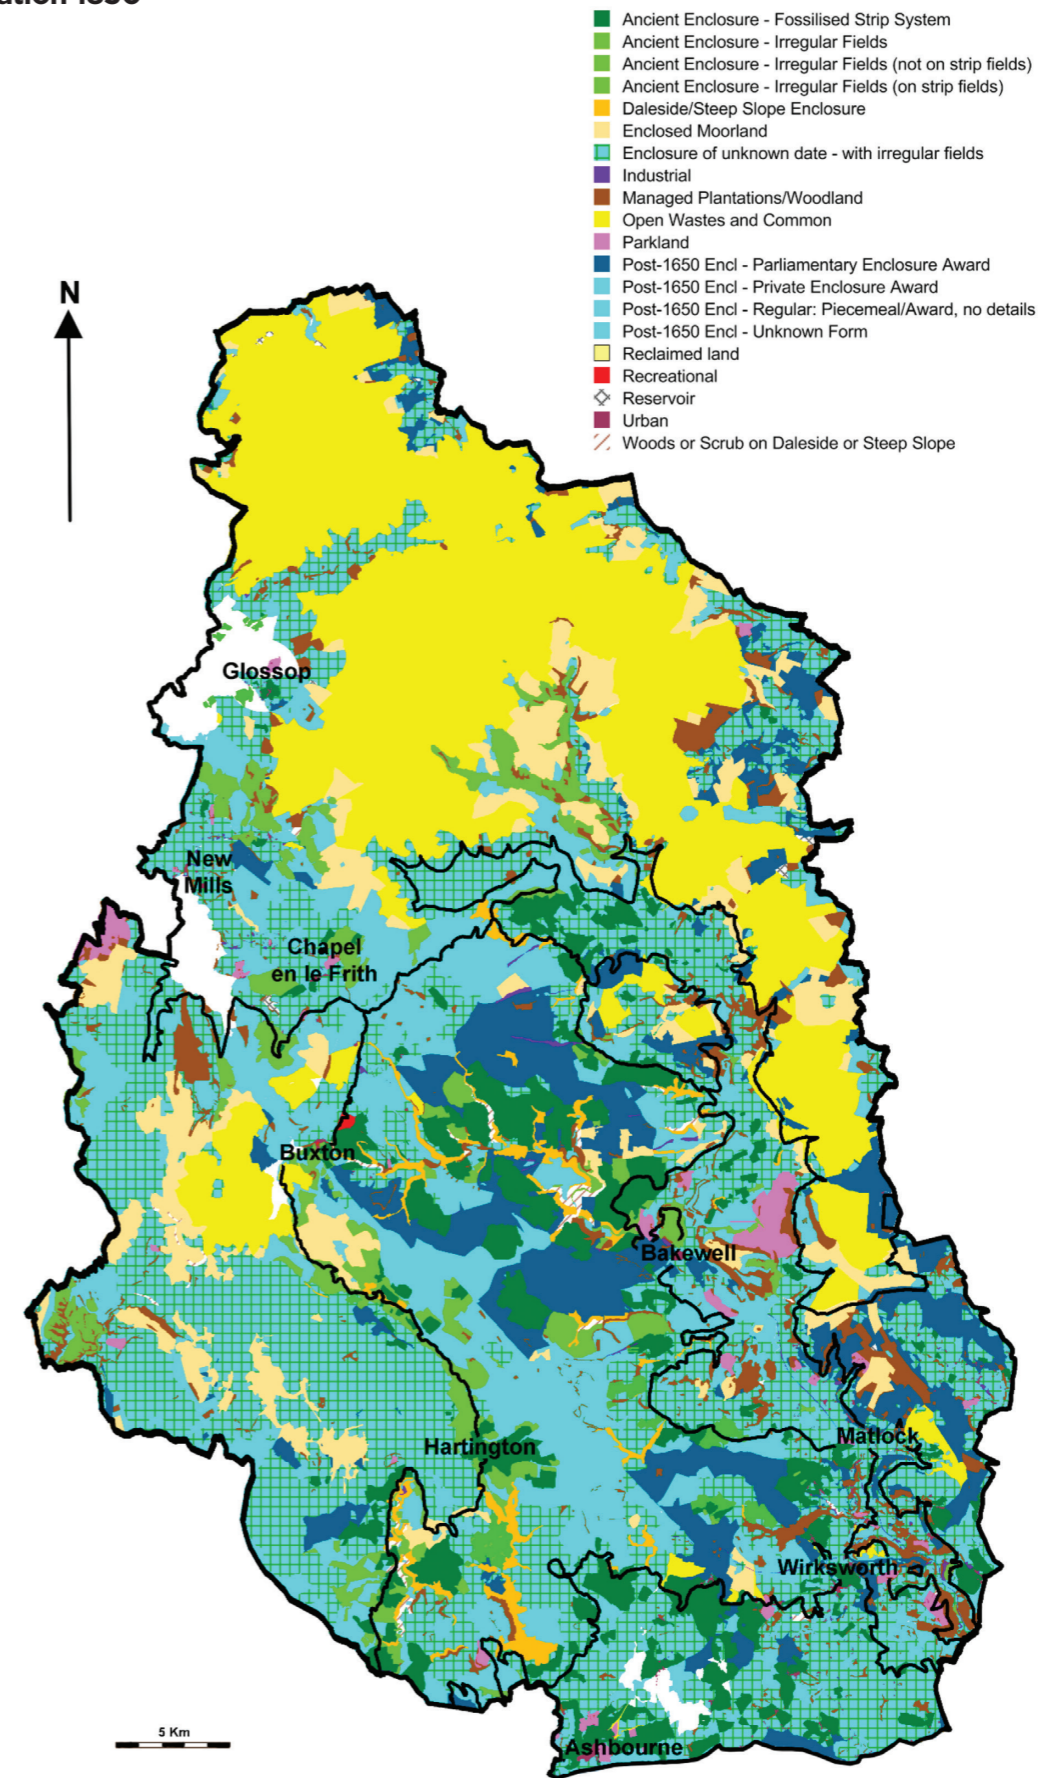 Ancient Enclosure - Fossilised Strip System
Ancient Enclosure - Irregular Fields
Ancient Enclosure - Irregular Fields (not on strip fields)
Ancient Enclosure - Irregular Fields (on strip fields)
Daleside/Steep Slope Enclosure
Enclosed Moorland
Enclosure of unknown date - with irregular fields
Industrial
Managed Plantations/Woodland
Open Wastes and Common
Parkland
Post-1650 Encl - Parliamentary Enclosure Award
Post-1650 Encl - Private Enclosure Award
Post-1650 Encl - Regular: Piecemeal/Award, no details
Post-1650 Encl - Unknown Form
Reclaimed land
Recreational
Reservoir
Urban
Woods or Scrub on Daleside or Steep Slope
N
Glossop
New
Mills
Chapel
en le Frith
Buxton
Bakewell
Hartington
Matlock
Wirksworth
5 Km
Ashbourne